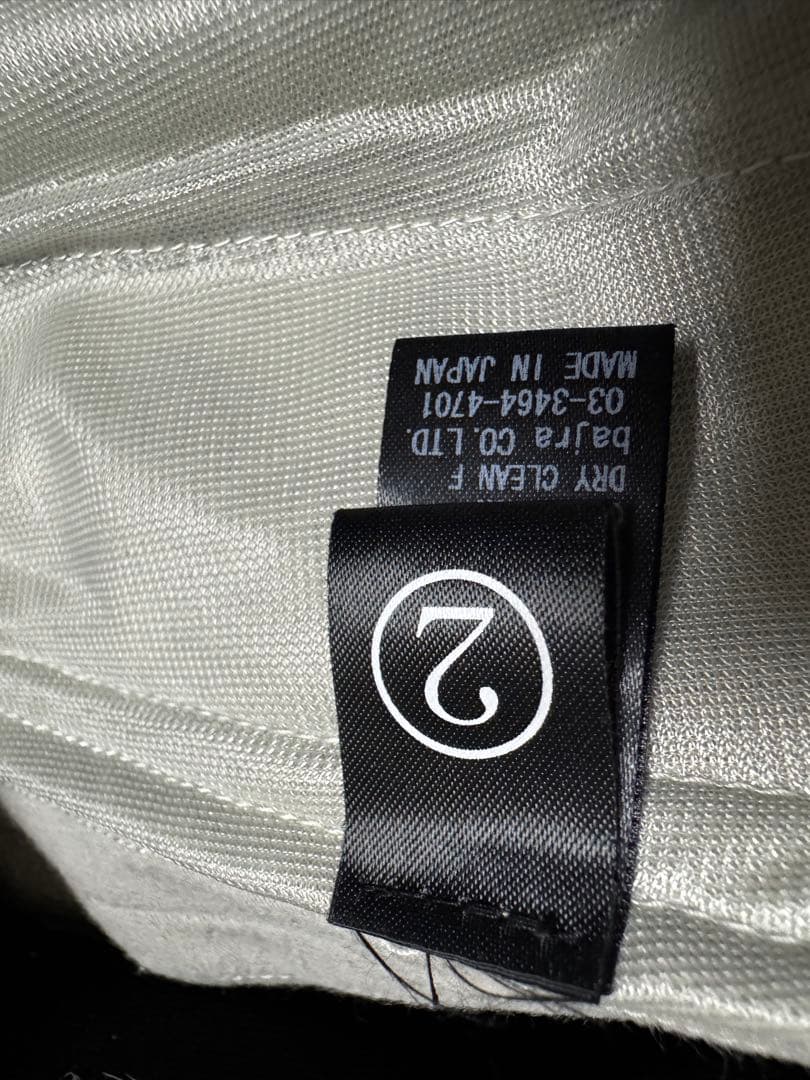 DRY CLEAN F
bajra CO.LTD.
03-3464-4701
MADE IN JAPAN
2